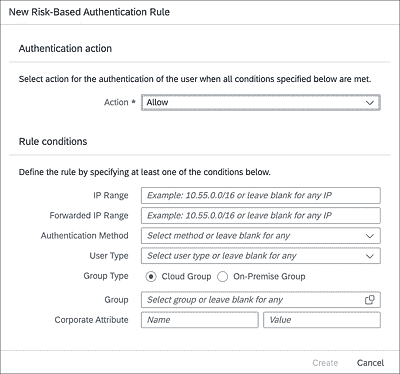 New Risk-Based Authentication Rule
Authentication action
Select action for the authentication of the user when all conditions specified below are met.
Action * Allow
Rule conditions
Define the rule by specifying at least one of the conditions below.
IP Range Example: 10.55.0.0/16 or leave blank for any IP
Forwarded IP Range Example: 10.55.0.0/16 or leave blank for any IP
Authentication Method Select method or leave blank for any
User Type Select user type or leave blank for any
Group Type Cloud Group On-Premise Group
Group Select group or leave blank for any
Corporate Attribute Name Value
Create Cancel